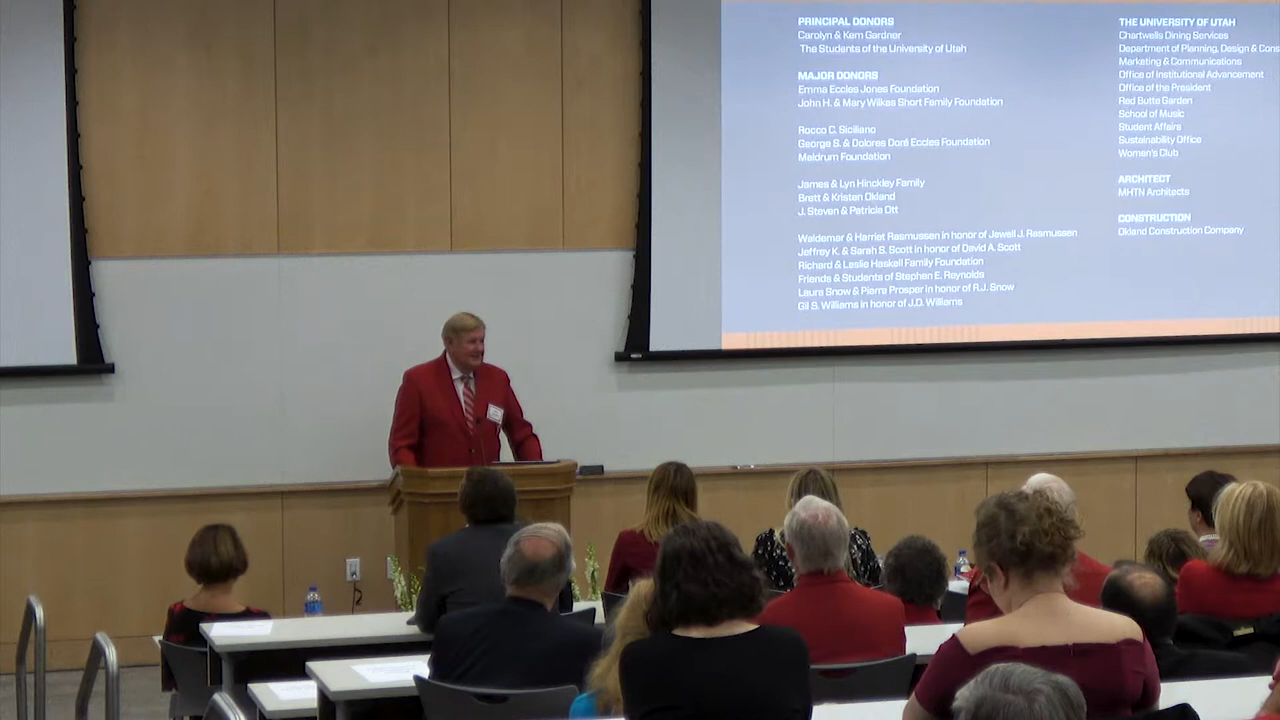 PRINCIPAL DONORS
Carolyn & Kem Gardner
The Students of the University of Utah
MAJOR DONORS
Emma Eccles Jones Foundation
John H. & Mary Wilkes Short Family Foundation
Rocco C. Siciliano
George S. & Dolores Doré Eccles Foundation
Meldrum Foundation
James & Lyn Hinckley Family
Brett & Kristen Okland
J. Steven & Patricia Ott
Waldemar & Harriet Rasmussen in honor of Jewell J. Rasmussen
Jeffrey K. & Sarah S. Scott in honor of David A. Scott
Richard & Leslie Haskell Family Foundation
Friends & Students of Stephen E. Reynolds
Laura Snow & Pierre Prosper in honor of R.J. Snow
Gil S. Williams in honor of J.D. Williams
THE UNIVERSITY OF UTAH
Chartwells Dining Services
Department of Planning, Design & Cons
Marketing & Communications
Office of Institutional Advancement
Office of the President
Red Butte Garden
School of Music
Student Affairs
Sustainability Office
Women's Club
ARCHITECT
MHTN Architects
CONSTRUCTION
Okland Construction Company